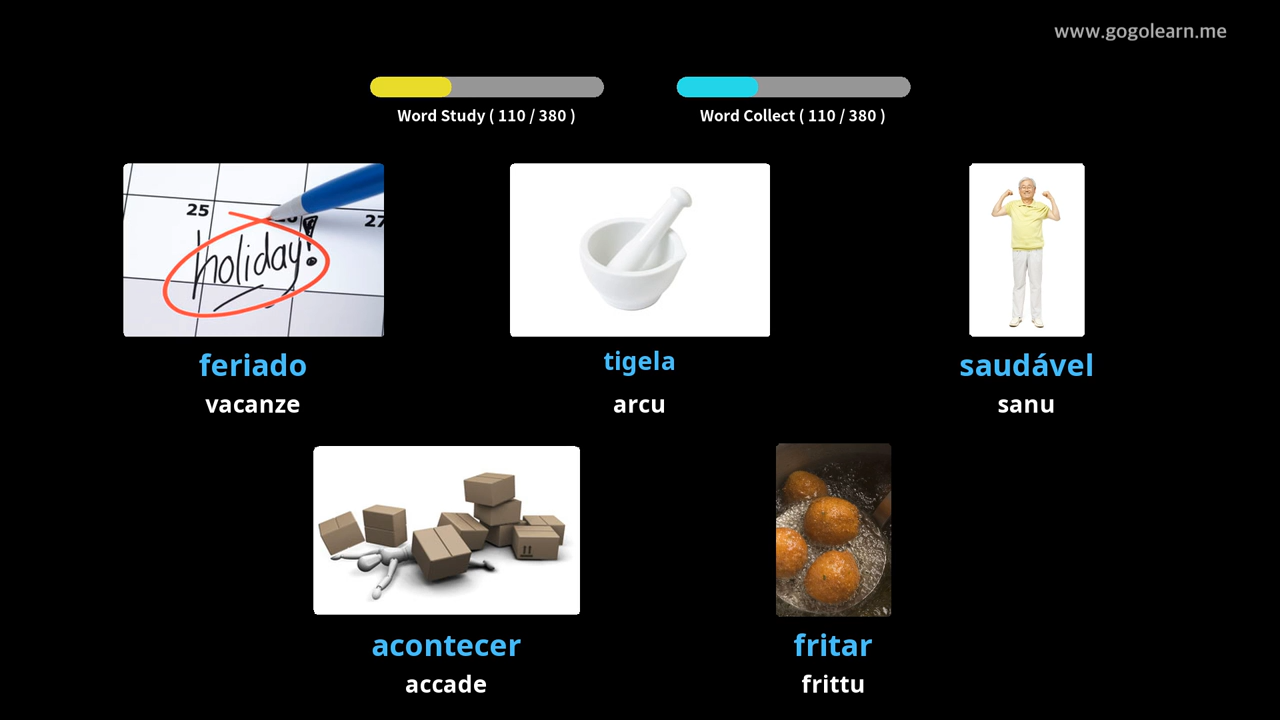 www.gogolearn.me
Word Study ( 110 / 380 )
Word Collect ( 110 / 380 )
25
27
holiday!
feriado
vacanze
tigela
arcu
saudável
sanu
acontecer
accade
fritar
frittu